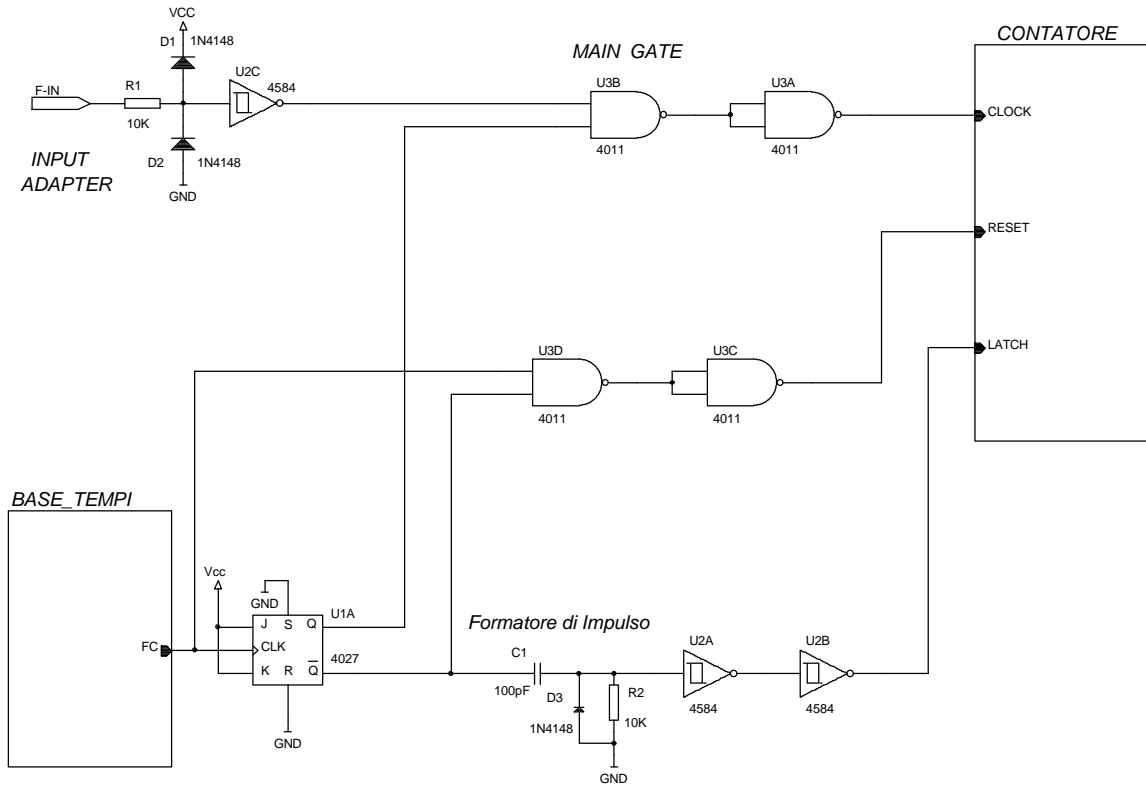 VCC
D1
1N4148
U2C
4584
F-IN
R1
10K
INPUT
ADAPTER
D2
1N4148
GND
MAIN GATE
U3B
4011
U3A
4011
CONTATORE
CLOCK
RESET
LATCH
U3D
4011
U3C
4011
BASE_TEMPI
FC
Vcc
GND
U1A
J S Q
CLK
K R Q
4027
GND
Formatore di Impulso
C1
100pF
D3
1N4148
R2
10K
GND
U2A
4584
U2B
4584